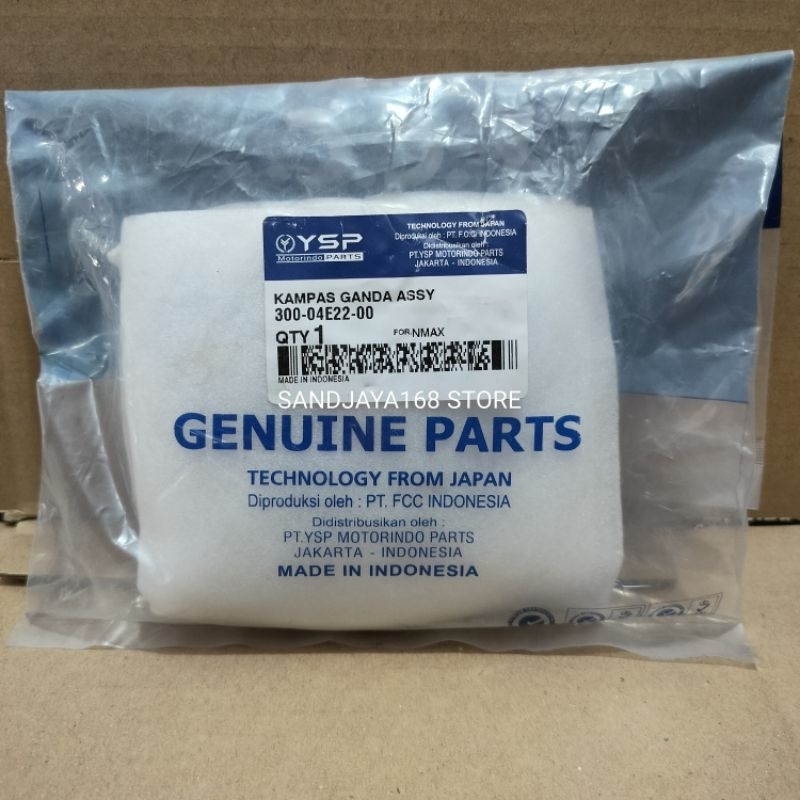 YSP
Motorindo PARTS
TECHNOLOGY FROM JAPAN
Diproduksi oleh : PT. F.C.C. INDONESIA
Didistribusikan oleh :
PT.YSP MOTORINDO PARTS
JAKARTA - INDONESIA
KAMPAS GANDA ASSY
300-04E22-00
QTY 1 FOR:NMAX
MADE IN INDONESIA
SANDJAYA168 STORE
GENUINE PARTS
TECHNOLOGY FROM JAPAN
Diproduksi oleh : PT. FCC INDONESIA
Didistribusikan oleh :
PT.YSP MOTORINDO PARTS
JAKARTA - INDONESIA
MADE IN INDONESIA